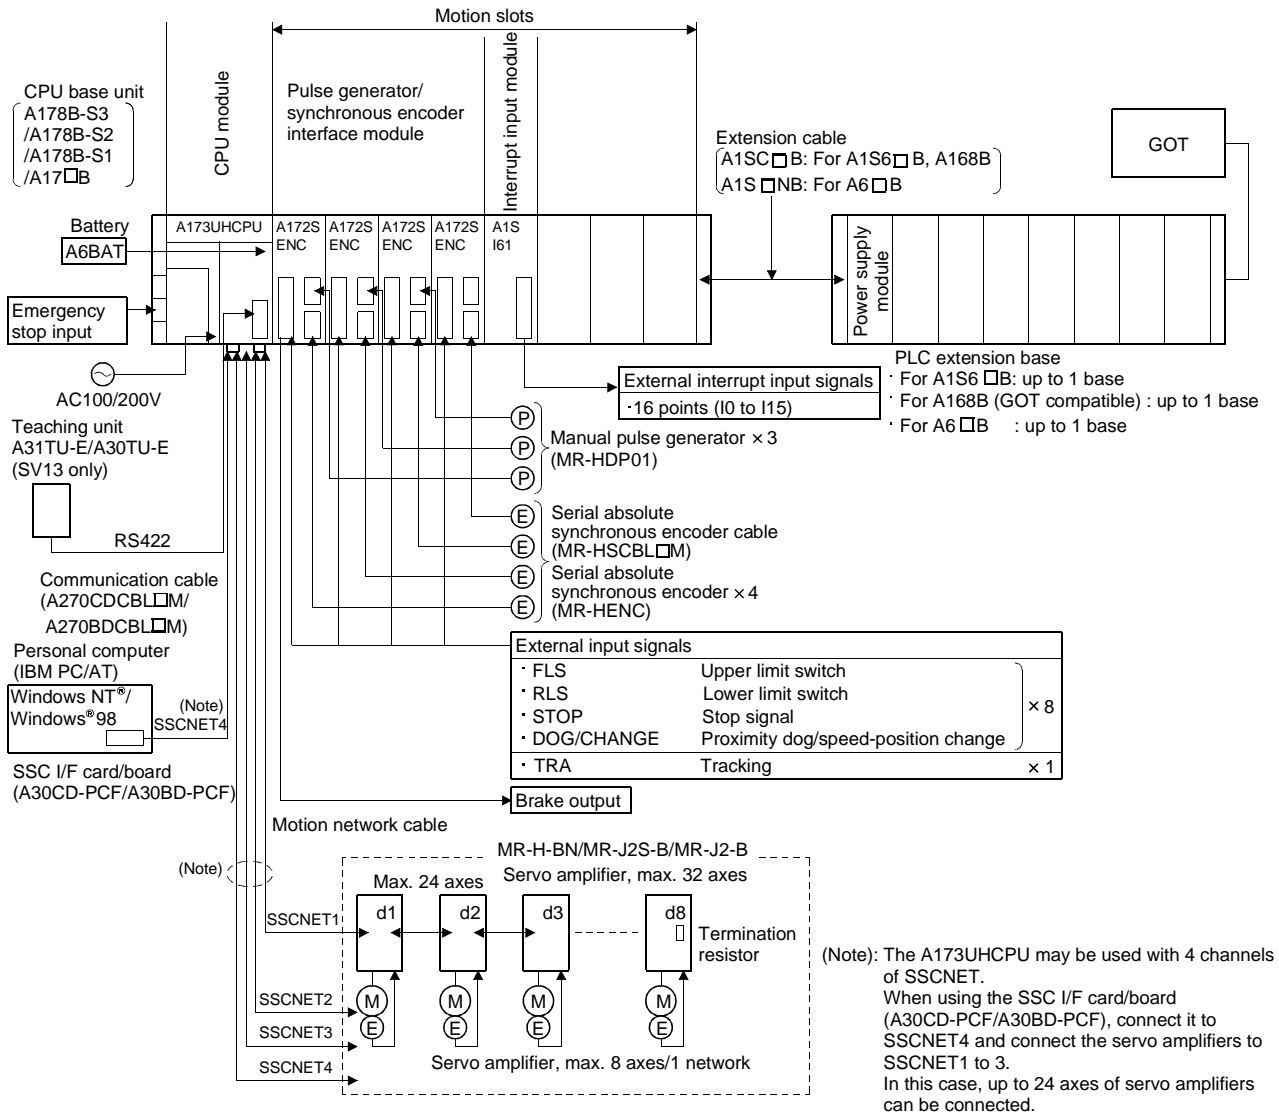 Motion slots
CPU base unit
A178B-S3
/A178B-S2
/A178B-S1
/A17□B
CPU module
Pulse generator/
synchronous encoder
interface module
Interrupt input module
Extension cable
A1SC□B: For A1S6□B, A168B
A1S□NB: For A6□B
GOT
Battery
A6BAT
A173UHCPU
A172S
ENC
A172S
ENC
A172S
ENC
A172S
ENC
A1S
I61
Power supply
module
Emergency
stop input
AC100/200V
External interrupt input signals
·16 points (I0 to I15)
PLC extension base
· For A1S6□B: up to 1 base
· For A168B (GOT compatible) : up to 1 base
· For A6□B : up to 1 base
Teaching unit
A31TU-E/A30TU-E
(SV13 only)
RS422
P
P
P
Manual pulse generator × 3
(MR-HDP01)
E
E
E
E
Serial absolute
synchronous encoder cable
(MR-HSCBL□M)
Serial absolute
synchronous encoder × 4
(MR-HENC)
Communication cable
(A270CDCBL□M/
A270BDCBL□M)
Personal computer
(IBM PC/AT)
Windows NT®/
Windows®98
(Note)
SSCNET4
SSC I/F card/board
(A30CD-PCF/A30BD-PCF)
External input signals
· FLS Upper limit switch
· RLS Lower limit switch
· STOP Stop signal
· DOG/CHANGE Proximity dog/speed-position change
× 8
· TRA Tracking × 1
Brake output
Motion network cable
(Note)
MR-H-BN/MR-J2S-B/MR-J2-B
Servo amplifier, max. 32 axes
Max. 24 axes
SSCNET1
d1
d2
d3
d8
Termination
resistor
M
E
M
E
M
E
M
E
SSCNET2
SSCNET3
SSCNET4
Servo amplifier, max. 8 axes/1 network
(Note): The A173UHCPU may be used with 4 channels
of SSCNET.
When using the SSC I/F card/board
(A30CD-PCF/A30BD-PCF), connect it to
SSCNET4 and connect the servo amplifiers to
SSCNET1 to 3.
In this case, up to 24 axes of servo amplifiers
can be connected.